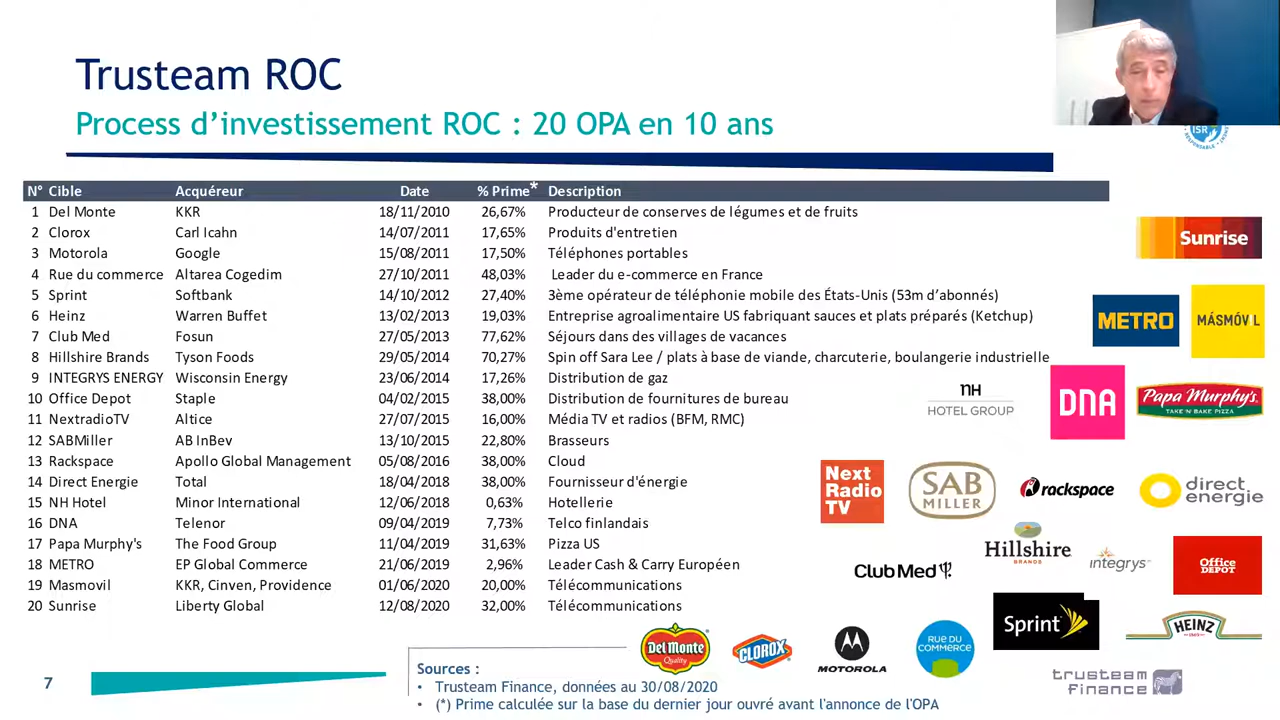 Trusteam ROC
Process d’investissement ROC : 20 OPA en 10 ans
ISR
N° Cible Acquéreur Date % Prime* Description
1 Del Monte KKR 18/11/2010 26,67% Producteur de conserves de légumes et de fruits
2 Clorox Carl Icahn 14/07/2011 17,65% Produits d'entretien
3 Motorola Google 15/08/2011 17,50% Téléphones portables
4 Rue du commerce Altarea Cogedim 27/10/2011 48,03% Leader du e-commerce en France
5 Sprint Softbank 14/10/2012 27,40% 3ème opérateur de téléphonie mobile des États-Unis (53m d’abonnés)
6 Heinz Warren Buffet 13/02/2013 19,03% Entreprise agroalimentaire US fabriquant sauces et plats préparés (Ketchup)
7 Club Med Fosun 27/05/2013 77,62% Séjours dans des villages de vacances
8 Hillshire Brands Tyson Foods 29/05/2014 70,27% Spin off Sara Lee / plats à base de viande, charcuterie, boulangerie industrielle
9 INTEGRYS ENERGY Wisconsin Energy 23/06/2014 17,26% Distribution de gaz
10 Office Depot Staple 04/02/2015 38,00% Distribution de fournitures de bureau
11 NextradioTV Altice 27/07/2015 16,00% Média TV et radios (BFM, RMC)
12 SABMiller AB InBev 13/10/2015 22,80% Brasseurs
13 Rackspace Apollo Global Management 05/08/2016 38,00% Cloud
14 Direct Energie Total 18/04/2018 38,00% Fournisseur d'énergie
15 NH Hotel Minor International 12/06/2018 0,63% Hotellerie
16 DNA Telenor 09/04/2019 7,73% Telco finlandais
17 Papa Murphy's The Food Group 11/04/2019 31,63% Pizza US
18 METRO EP Global Commerce 21/06/2019 2,96% Leader Cash & Carry Européen
19 Masmovil KKR, Cinven, Providence 01/06/2020 20,00% Télécommunications
20 Sunrise Liberty Global 12/08/2020 32,00% Télécommunications
Sunrise
METRO
MÁSMÓVIL
nH
HOTEL GROUP
DNA
Papa Murphy's
TAKE 'N' BAKE PIZZA
Next
Radio
TV
SAB
MILLER
rackspace
direct
energie
Hillshire
BRANDS
Club Med
integrys
Office
DEPOT
Sprint
HEINZ
Del Monte
Quality
CLOROX
MOTOROLA
RUE DU
COMMERCE
trusteam
finance
Sources :
• Trusteam Finance, données au 30/08/2020
• (*) Prime calculée sur la base du dernier jour ouvré avant l'annonce de l'OPA
7